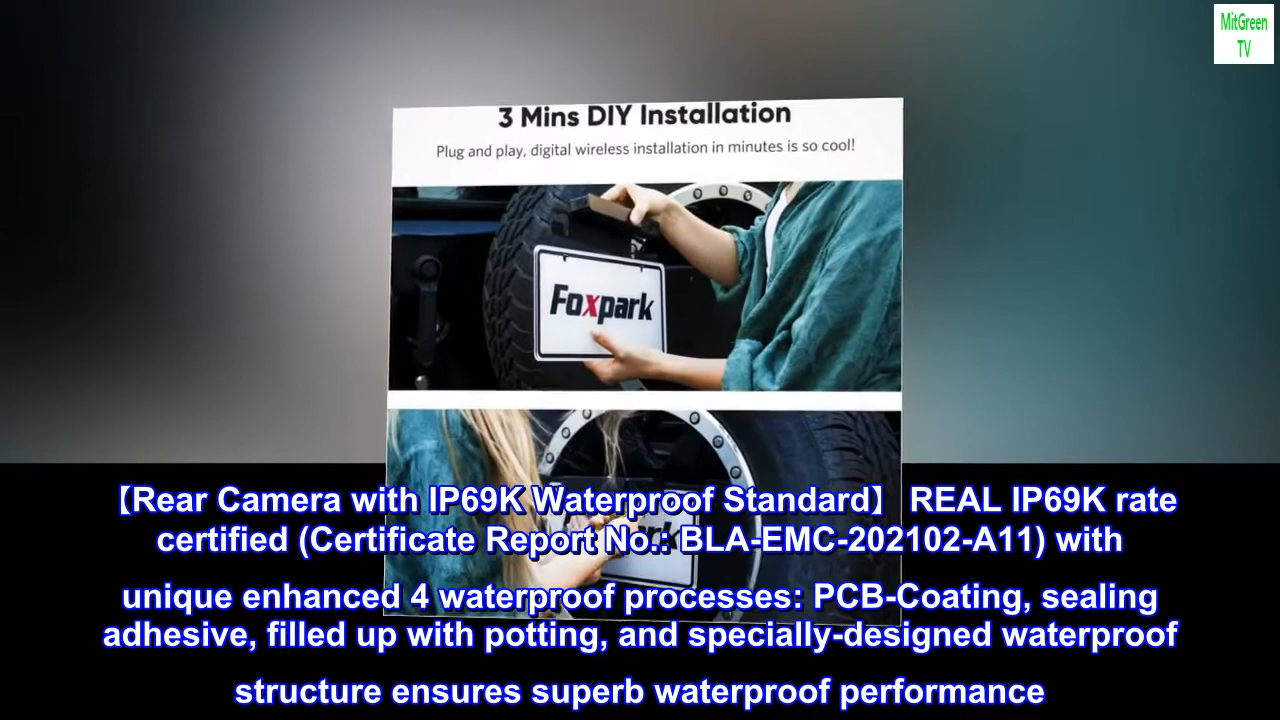 MitGreen
TV
3 Mins DIY Installation
Plug and play, digital wireless installation in minutes is so cool!
Foxpark
【Rear Camera with IP69K Waterproof Standard】 REAL IP69K rate
certified (Certificate Report No.: BLA-EMC-202102-A11) with
unique enhanced 4 waterproof processes: PCB-Coating, sealing
adhesive, filled up with potting, and specially-designed waterproof
structure ensures superb waterproof performance